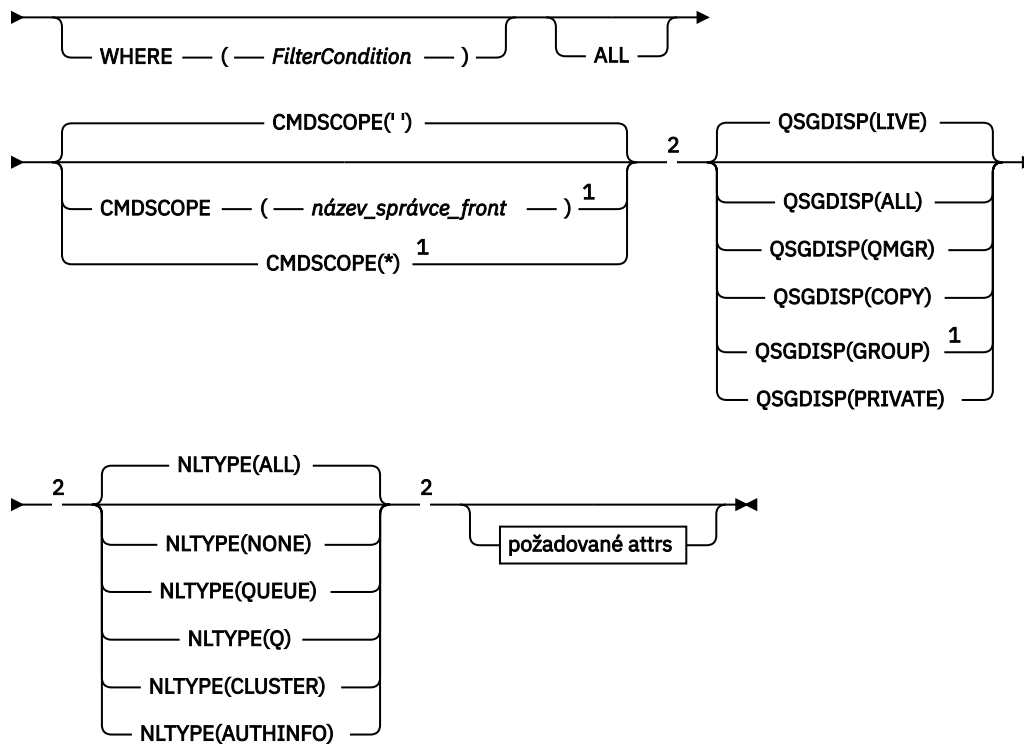 WHERE ( FilterCondition ) ALL
CMDSCOPE(' ')
CMDSCOPE ( název_správce_front ) 1
CMDSCOPE(*) 1
2
QSGDISP(LIVE)
QSGDISP(ALL)
QSGDISP(QMGR)
QSGDISP(COPY)
QSGDISP(GROUP) 1
QSGDISP(PRIVATE)
2
NLTYPE(ALL)
NLTYPE(NONE)
NLTYPE(QUEUE)
NLTYPE(Q)
NLTYPE(CLUSTER)
NLTYPE(AUTHINFO)
2
požadované attrs